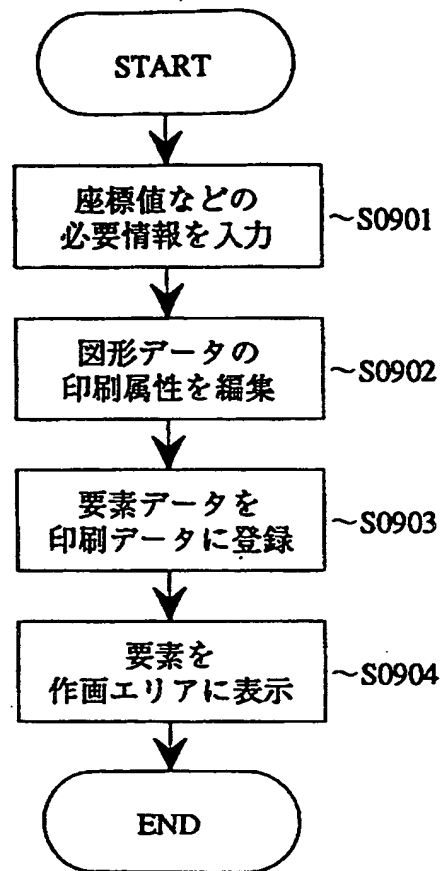 START
座標値などの
必要情報を入力
～S0901
図形データの
印刷属性を編集
～S0902
要素データを
印刷データに登録
～S0903
要素を
作画エリアに表示
～S0904
END